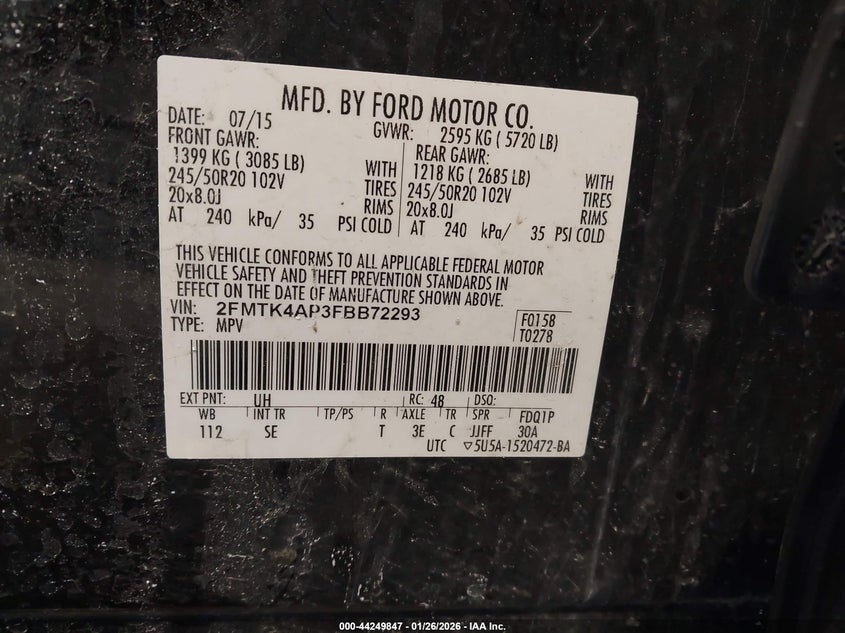 MFD. BY FORD MOTOR CO.
DATE: 07/15 GVWR: 2595 KG ( 5720 LB)
FRONT GAWR: REAR GAWR:
1399 KG ( 3085 LB) WITH 1218 KG ( 2685 LB) WITH
245/50R20 102V TIRES 245/50R20 102V TIRES
20x8.0J RIMS 20x8.0J RIMS
AT 240 kPa/ 35 PSI COLD AT 240 kPa/ 35 PSI COLD
THIS VEHICLE CONFORMS TO ALL APPLICABLE FEDERAL MOTOR
VEHICLE SAFETY AND THEFT PREVENTION STANDARDS IN
EFFECT ON THE DATE OF MANUFACTURE SHOWN ABOVE.
VIN: 2FMTK4AP3FBB72293 F0158
TYPE: MPV T0278
EXT PNT: UH RC: 48 DSO:
WB INT TR TP/PS R AXLE TR SPR FDQ1P
112 SE T 3E C JJFF 30A
UTC ▽5U5A-1520472-BA
000-44249847 - 01/26/2026 - IAA Inc.